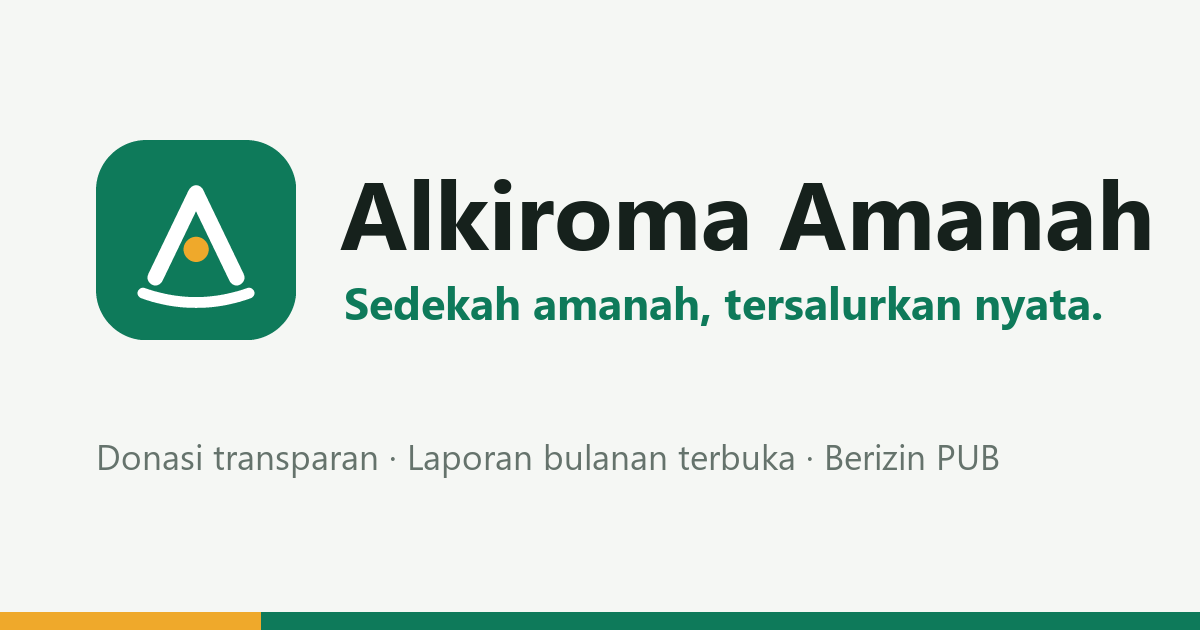 Alkiroma Amanah
Sedekah amanah, tersalurkan nyata.
Donasi transparan · Laporan bulanan terbuka · Berizin PUB